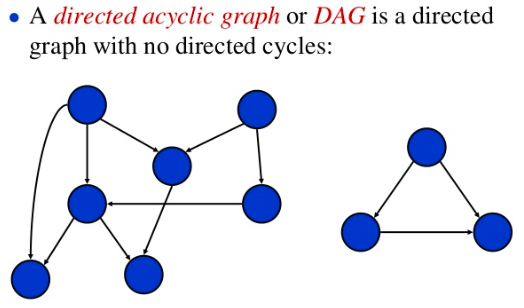 • A directed acyclic graph or DAG is a directed
graph with no directed cycles: